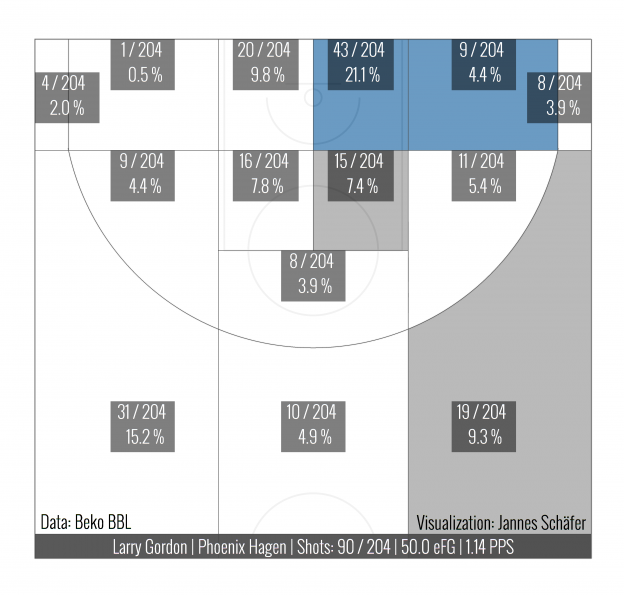 1 / 204
0.5 %
20 / 204
9.8 %
43 / 204
21.1 %
9 / 204
4.4 %
4 / 204
2.0 %
8 / 204
3.9 %
9 / 204
4.4 %
16 / 204
7.8 %
15 / 204
7.4 %
11 / 204
5.4 %
8 / 204
3.9 %
31 / 204
15.2 %
10 / 204
4.9 %
19 / 204
9.3 %
Data: Beko BBL
Visualization: Jannes Schäfer
Larry Gordon | Phoenix Hagen | Shots: 90 / 204 | 50.0 eFG | 1.14 PPS